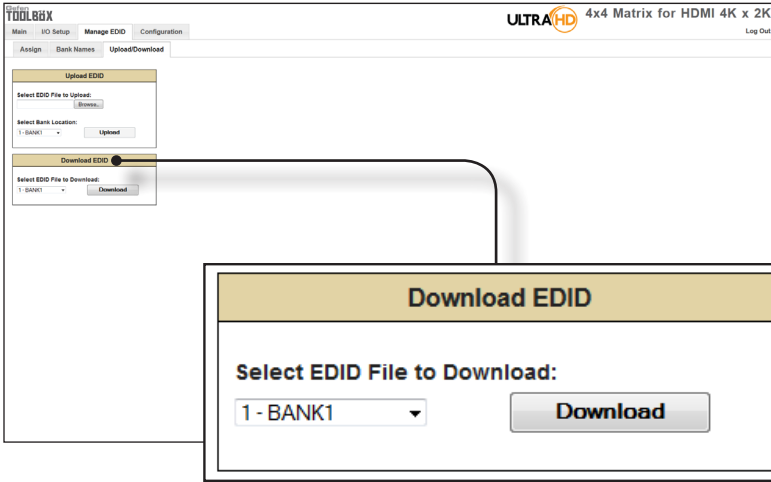 Gefen
TOOLBOX
ULTRA HD
4x4 Matrix for HDMI 4K x 2K
Log Out
Main I/O Setup Manage EDID Configuration
Assign Bank Names Upload/Download
Upload EDID
Select EDID File to Upload:
Browse..
Select Bank Location:
1 - BANK1 Upload
Download EDID
Select EDID File to Download:
1 - BANK1 Download
Download EDID
Select EDID File to Download:
1 - BANK1 Download